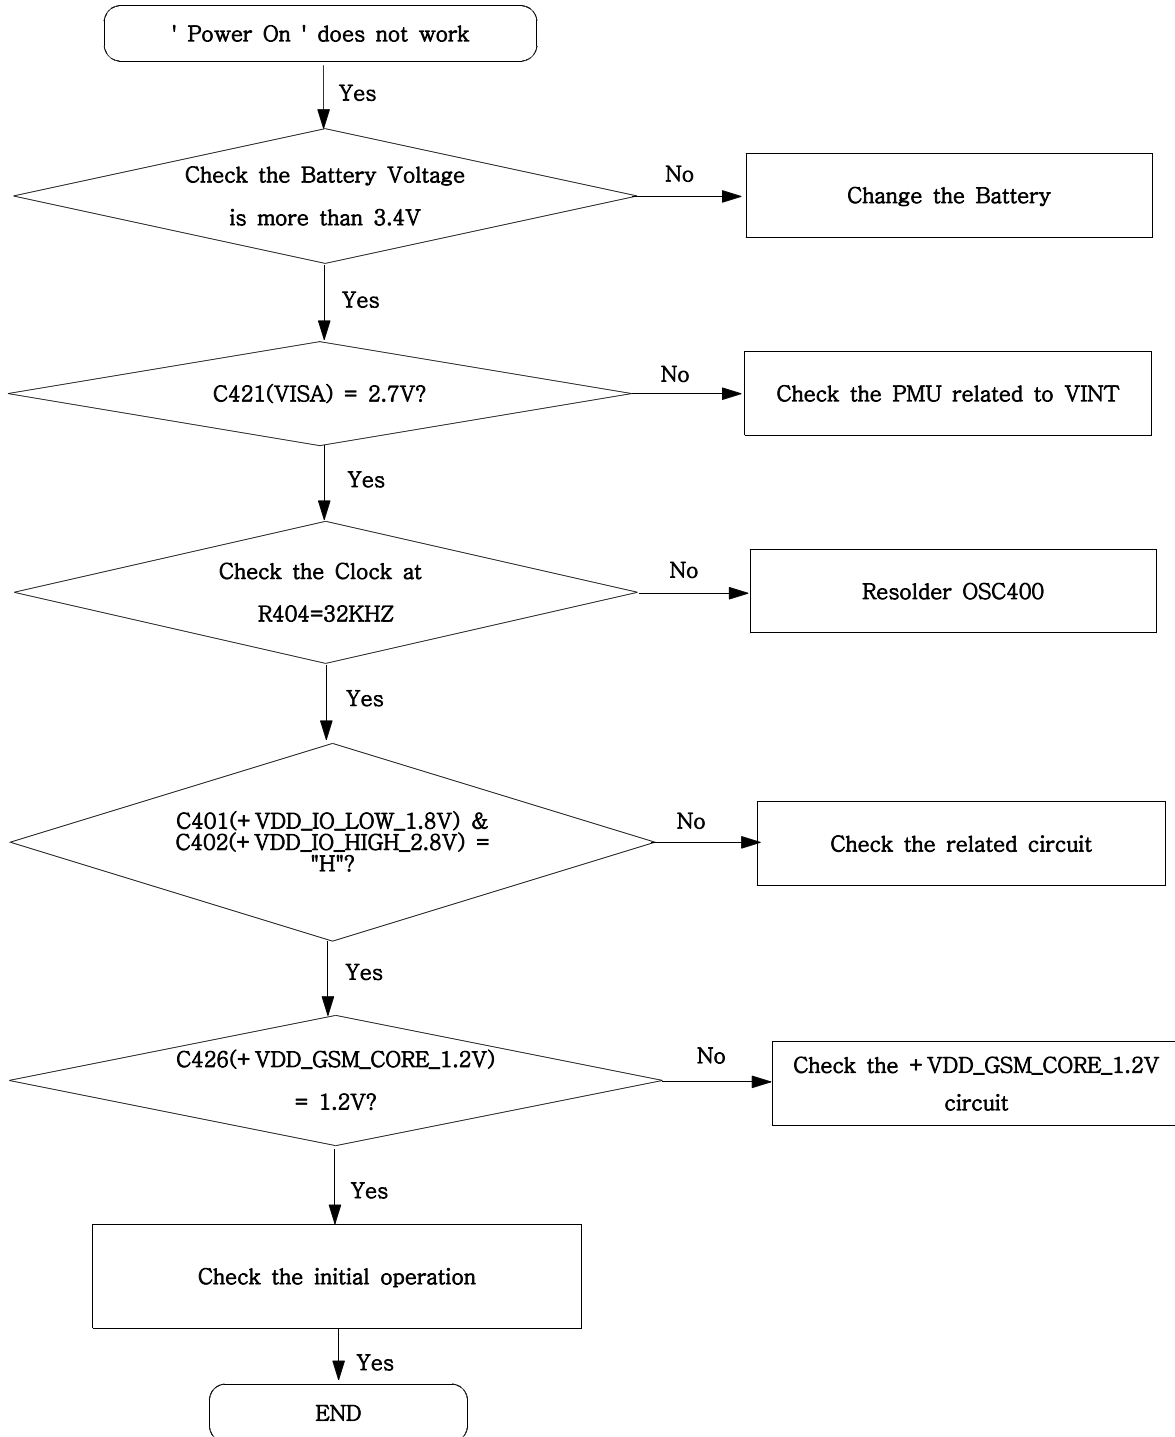 ' Power On ' does not work
Yes
Check the Battery Voltage
is more than 3.4V
No
Change the Battery
Yes
C421(VISA) = 2.7V?
No
Check the PMU related to VINT
Yes
Check the Clock at
R404=32KHZ
No
Resolder OSC400
Yes
C401(+VDD_IO_LOW_1.8V) &
C402(+VDD_IO_HIGH_2.8V) =
"H"?
No
Check the related circuit
Yes
C426(+VDD_GSM_CORE_1.2V)
= 1.2V?
No
Check the +VDD_GSM_CORE_1.2V
circuit
Yes
Check the initial operation
Yes
END